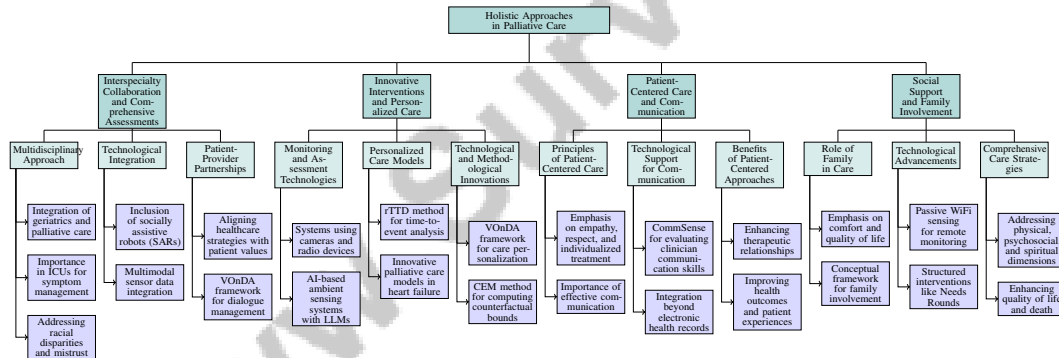 Holistic Approaches
in Palliative Care
Interspecialty
Collaboration
and Com-
prehensive
Assessments
Innovative
Interventions
and Person-
alized Care
Patient-
Centered Care
and Com-
munication
Social
Support
and Family
Involvement
Multidisciplinary
Approach
Technological
Integration
Patient-
Provider
Partnerships
Monitoring
and As-
sessment
Technologies
Personalized
Care Models
Technological
and Method-
ological
Innovations
Principles
of Patient-
Centered Care
Technological
Support
for Commu-
nication
Benefits
of Patient-
Centered
Approaches
Role of
Family
in Care
Technological
Advancements
Comprehensive
Care Strate-
gies
Integration of
geriatrics and
palliative care
Importance
in ICUs for
symptom
management
Addressing
racial
disparities
and mistrust
Inclusion
of socially
assistive
robots (SARs)
Multimodal
sensor data
integration
Aligning
healthcare
strategies with
patient values
VOnDA
framework
for dialogue
management
Systems using
cameras and
radio devices
AI-based
ambient
sensing
systems
with LLMs
rTTD method
for time-to-
event analysis
Innovative
palliative care
models in
heart failure
VOnDA
framework
for care per-
sonalization
CEM method
for computing
counterfactual
bounds
Emphasis
on empathy,
respect, and
individualized
treatment
Importance of
effective com-
munication
CommSense
for evaluating
clinician
communi-
cation skills
Integration
beyond
electronic
health records
Enhancing
therapeutic
relationships
Improving
health
outcomes
and patient
experiences
Emphasis on
comfort and
quality of life
Conceptual
framework
for family
involvement
Passive WiFi
sensing
for remote
monitoring
Structured
interventions
like Needs
Rounds
Addressing
physical,
psychosocial,
and spiritual
dimensions
Enhancing
quality of life
and death